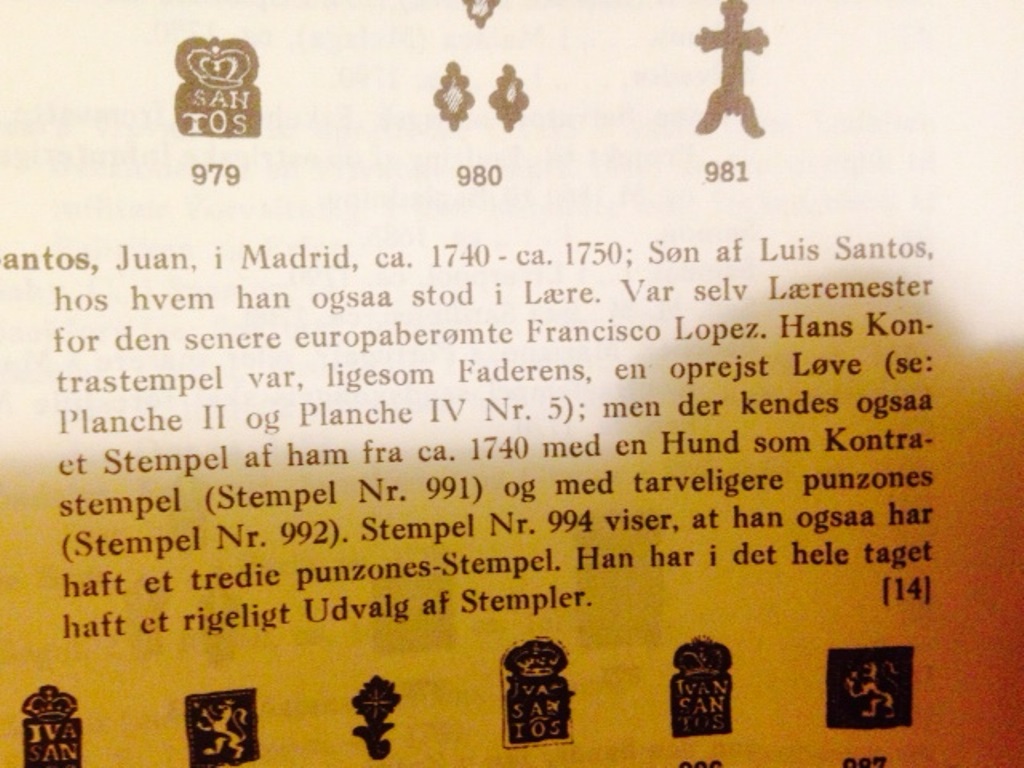 SAN
TOS
979
980
981
antos, Juan, i Madrid, ca. 1740 - ca. 1750; Søn af Luis Santos,
hos hvem han ogsaa stod i Lære. Var selv Læremester
for den senere europaberømte Francisco Lopez. Hans Kon-
trastempel var, ligesom Faderens, en oprejst Løve (se:
Planche II og Planche IV Nr. 5); men der kendes ogsaa
et Stempel af ham fra ca. 1740 med en Hund som Kontra-
stempel (Stempel Nr. 991) og med tarveligere punzones
(Stempel Nr. 992). Stempel Nr. 994 viser, at han ogsaa har
haft et tredie punzones-Stempel. Han har i det hele taget
haft et rigeligt Udvalg af Stempler. [14]
IVA
SAN
IVA-
SAN
TOS
IVAN
SAN
TOS
986
987